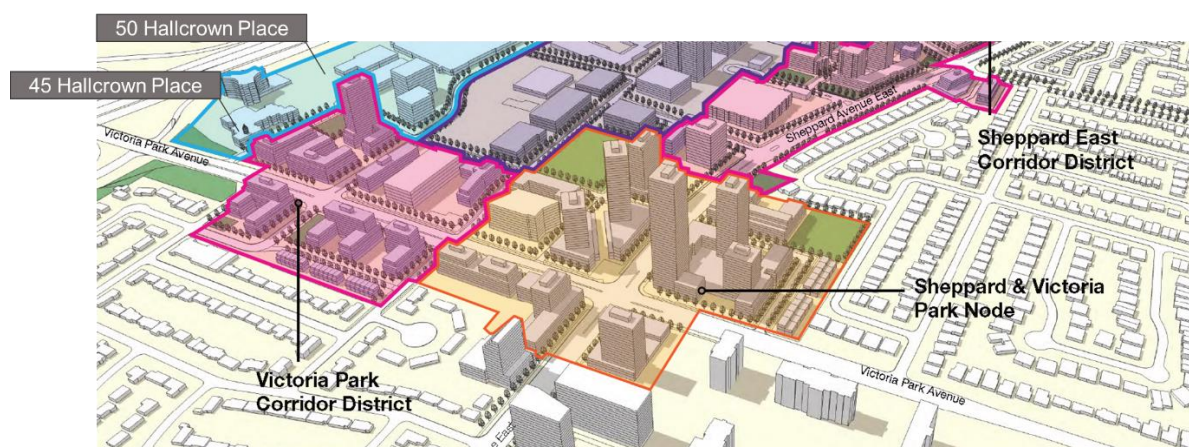 50 Hallcrown Place
45 Hallcrown Place
Victoria Park Avenue
Sheppard Avenue East
Sheppard East
Corridor District
Sheppard & Victoria
Park Node
Victoria Park
Corridor District
Victoria Park Avenue
East